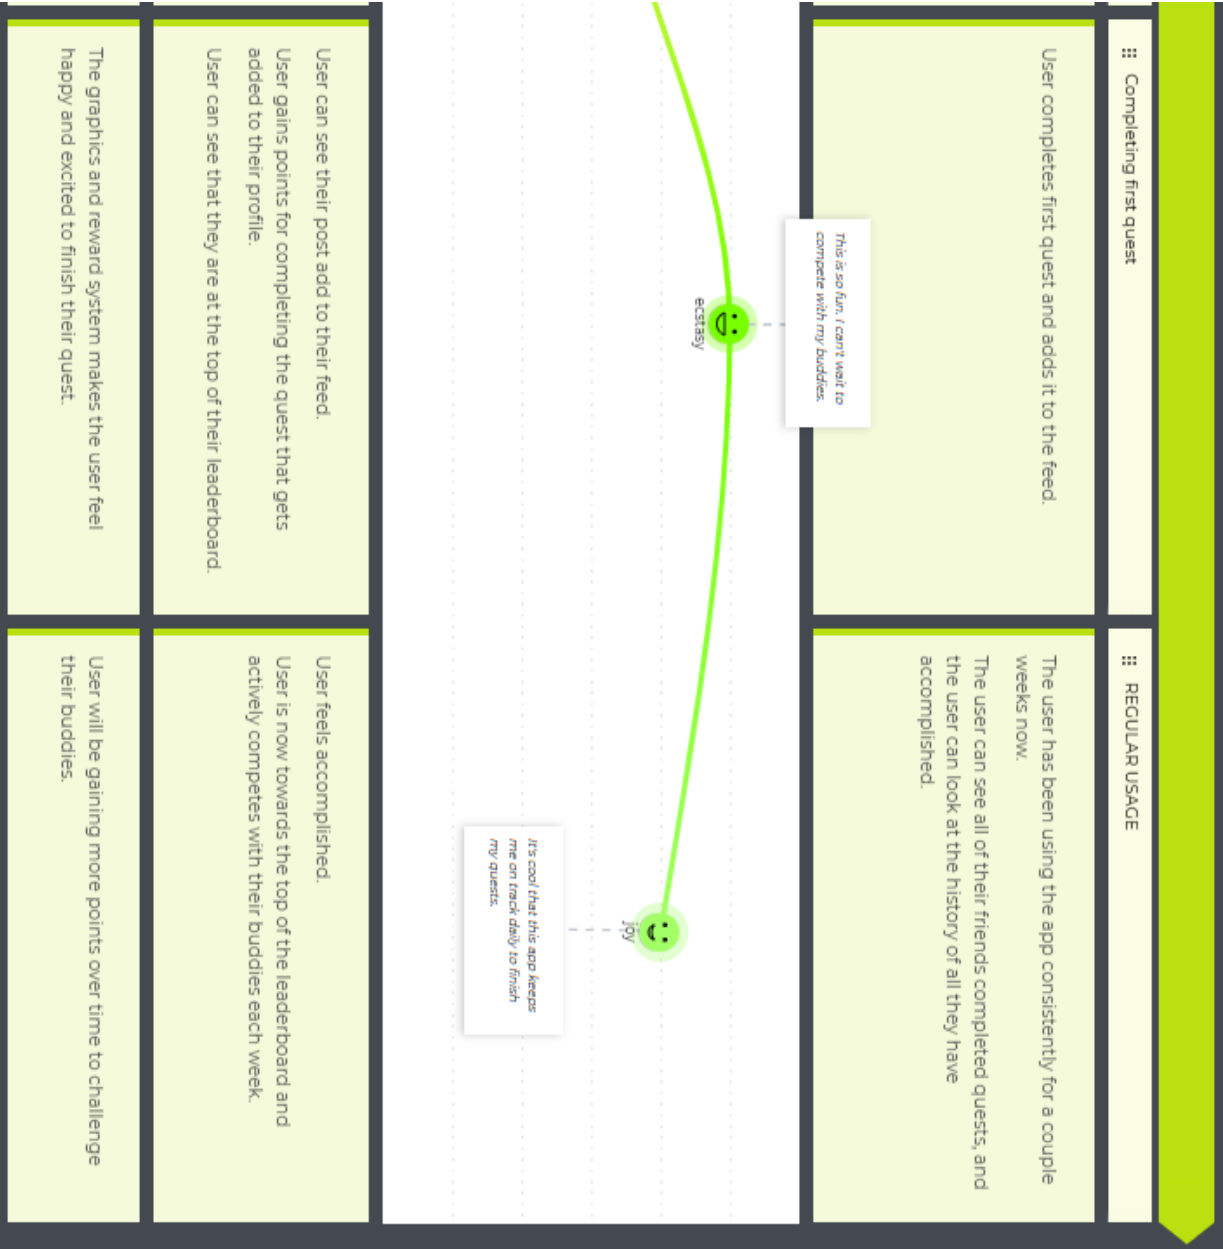 Completing first quest
REGULAR USAGE
User completes first quest and adds it to the feed.
The user has been using the app consistently for a couple
weeks now.
The user can see all of their friends completed quests, and
the user can look at the history of all they have
accomplished.
This is so fun. I can't wait to
compete with my buddies.
ecstasy
joy
It's cool that this app keeps
me on track daily to finish
my quests.
User can see their post add to their feed.
User gains points for completing the quest that gets
added to their profile.
User can see that they are at the top of their leaderboard.
User feels accomplished.
User is now towards the top of the leaderboard and
actively competes with their buddies each week.
The graphics and reward system makes the user feel
happy and excited to finish their quest.
User will be gaining more points over time to challenge
their buddies.